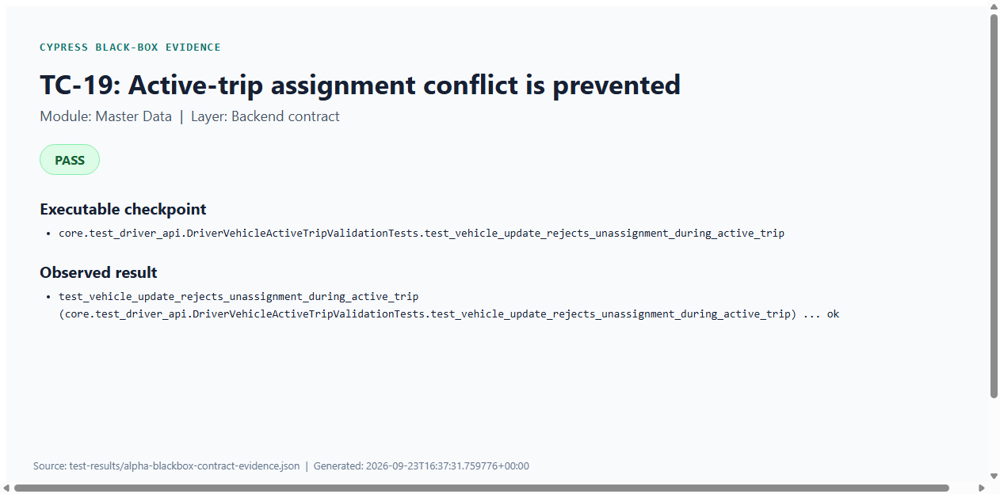 CYPRESS BLACK-BOX EVIDENCE
TC-19: Active-trip assignment conflict is prevented
Module: Master Data | Layer: Backend contract
PASS
Executable checkpoint
• core.test_driver_api.DriverVehicleActiveTripValidationTests.test_vehicle_update_rejects_unassignment_during_active_trip
Observed result
• test_vehicle_update_rejects_unassignment_during_active_trip
(core.test_driver_api.DriverVehicleActiveTripValidationTests.test_vehicle_update_rejects_unassignment_during_active_trip) ... ok
Source: test-results/alpha-blackbox-contract-evidence.json | Generated: 2026-09-23T16:37:31.759776+00:00